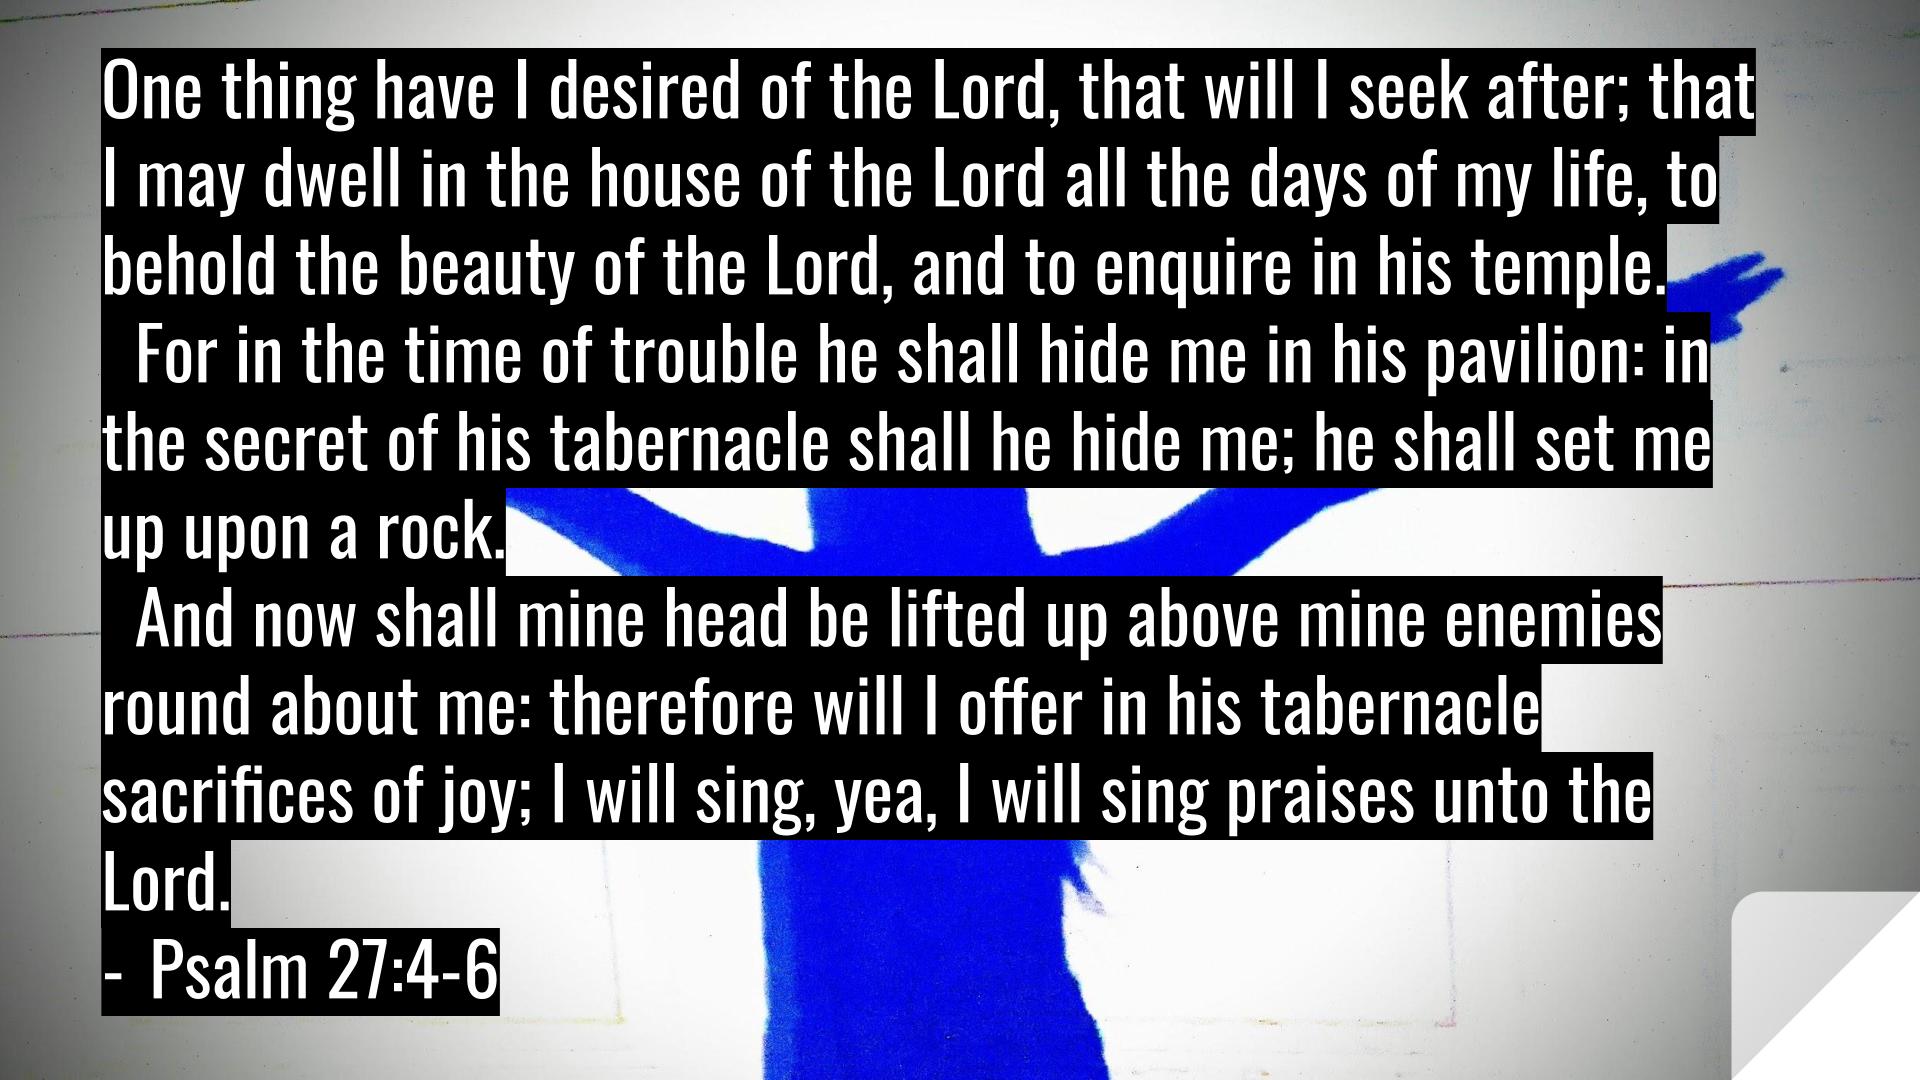 One thing have I desired of the Lord, that will I seek after; that
I may dwell in the house of the Lord all the days of my life, to
behold the beauty of the Lord, and to enquire in his temple.
For in the time of trouble he shall hide me in his pavilion: in
the secret of his tabernacle shall he hide me; he shall set me
up upon a rock.
And now shall mine head be lifted up above mine enemies
round about me: therefore will I offer in his tabernacle
sacrifices of joy; I will sing, yea, I will sing praises unto the
Lord.
- Psalm 27:4-6